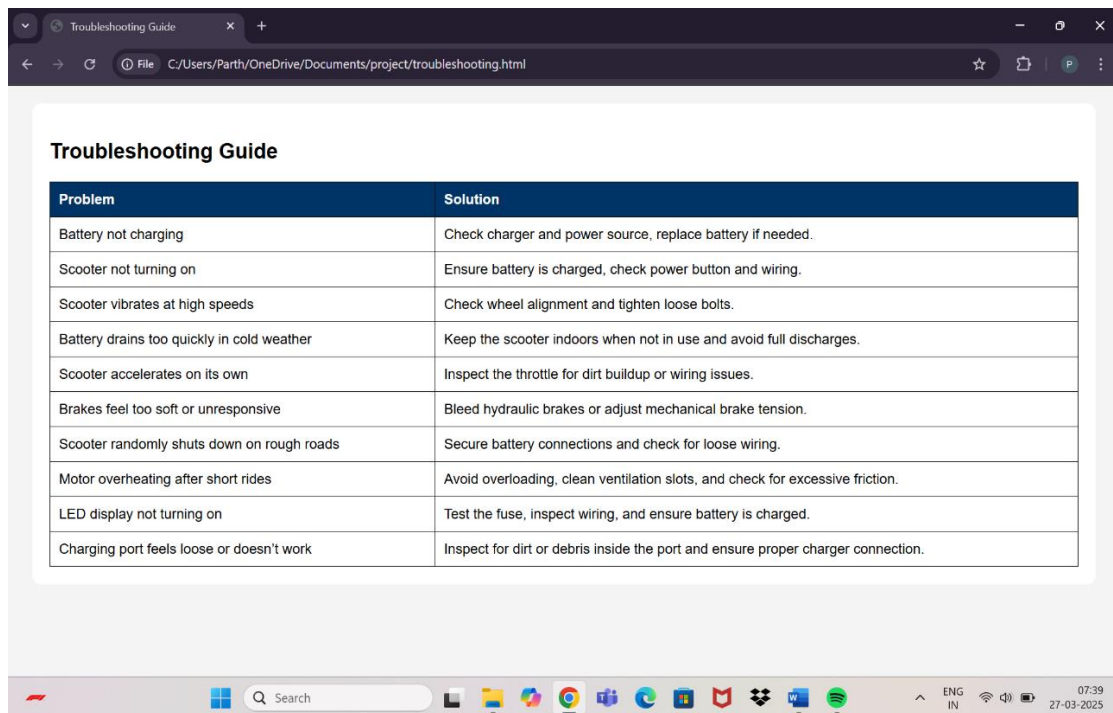 Troubleshooting Guide
File C:/Users/Parth/OneDrive/Documents/project/troubleshooting.html
P
Troubleshooting Guide
Problem Solution
Battery not charging Check charger and power source, replace battery if needed.
Scooter not turning on Ensure battery is charged, check power button and wiring.
Scooter vibrates at high speeds Check wheel alignment and tighten loose bolts.
Battery drains too quickly in cold weather Keep the scooter indoors when not in use and avoid full discharges.
Scooter accelerates on its own Inspect the throttle for dirt buildup or wiring issues.
Brakes feel too soft or unresponsive Bleed hydraulic brakes or adjust mechanical brake tension.
Scooter randomly shuts down on rough roads Secure battery connections and check for loose wiring.
Motor overheating after short rides Avoid overloading, clean ventilation slots, and check for excessive friction.
LED display not turning on Test the fuse, inspect wiring, and ensure battery is charged.
Charging port feels loose or doesn’t work Inspect for dirt or debris inside the port and ensure proper charger connection.
Search
ENG 07:39
IN 27-03-2025